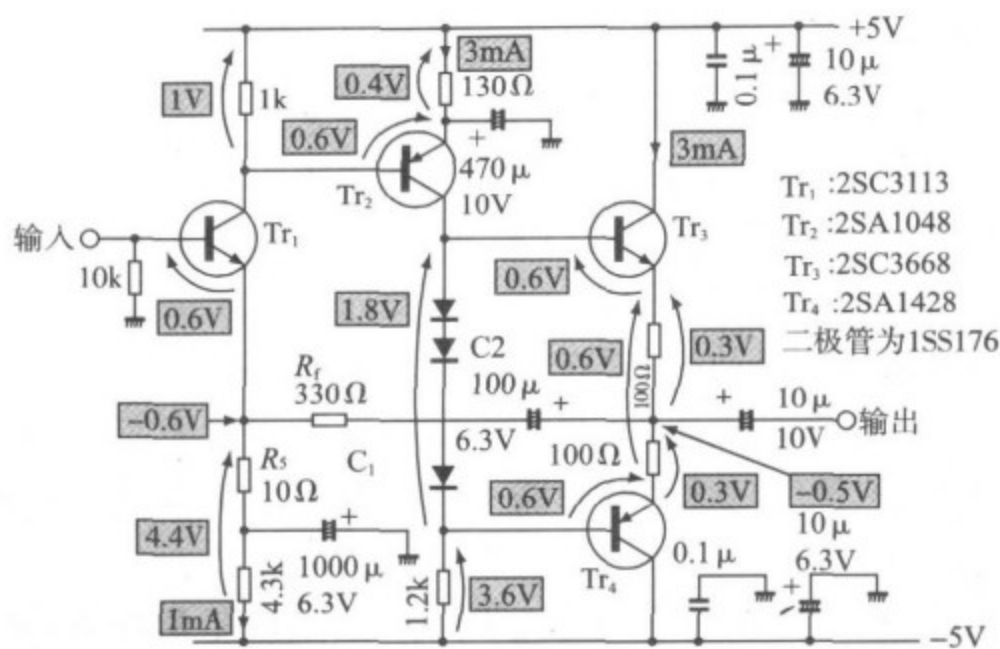 +5V
3mA
0.4V
130Ω
1V
1k
0.6V
0.1μ
+
10μ
6.3V
+
470μ
10V
3mA
Tr₂
Tr₁
Tr₃
输入
10k
0.6V
0.6V
Tr₁ :2SC3113
Tr₂ :2SA1048
Tr₃ :2SC3668
Tr₄ :2SA1428
二极管为1SS176
1.8V
C2
100μ
+
6.3V
0.6V
100Ω
0.3V
Rf
330Ω
-0.6V
+
10μ
10V
输出
R5
10Ω
C₁
100Ω
0.3V
-0.5V
0.6V
4.4V
+
1000μ
6.3V
4.3k
1mA
1.2k
3.6V
Tr₄
0.1μ
10μ
6.3V
+
-5V